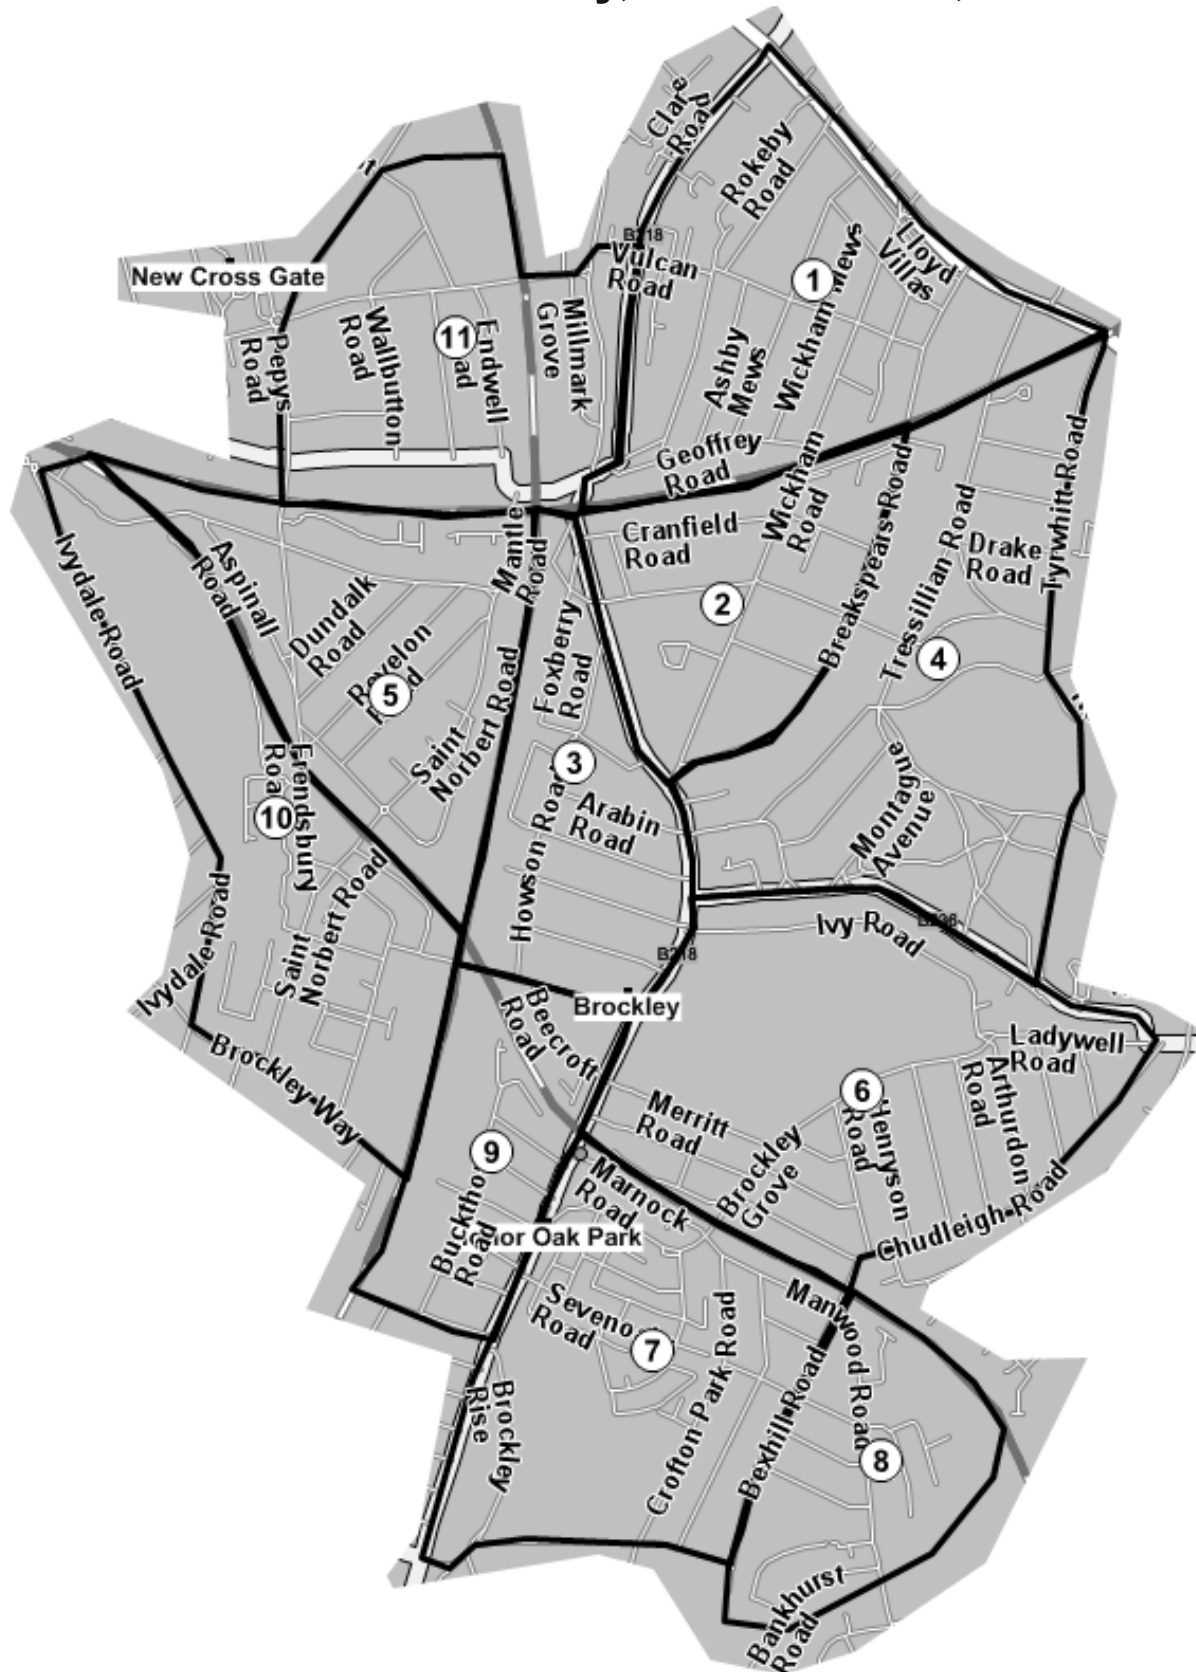 Clare
Road
Rokeby
Road
B218
Vulcan
Road
Lloyd
Villas
1
Wickham Mews
New Cross Gate
Pepys
Road
Wallbutton
Road
11
Endwell
Millmark
Grove
Ashby
Mews
Geoffrey
Road
Wickham
Road
Breakspears Road
Tressillian Road
Drake
Road
Tyrwhitt Road
Cranfield
Road
2
4
Mantle
Road
Ivydale Road
Aspinall
Road
Dundalk
Road
Revelon
Road
5
Saint
Norbert Road
Foxberry
Road
3
Howson Road
Arabin
Road
Montague
Avenue
Frendsbury
Road
10
Saint
Norbert Road
Ivydale Road
Ivy Road
B236
B218
Brockley
Beecroft
Road
Brockley Way
Ladywell
Road
Arthurdon
Road
6
Henryson
Road
Merritt
Road
Brockley
Grove
Chudleigh Road
9
Marnock
Road
Buckthorne
Road
Honor Oak Park
Sevenoaks
Road
7
Crofton Park Road
Manwood Road
Bexhill Road
8
Brockley
Rise
Bankhurst
Road